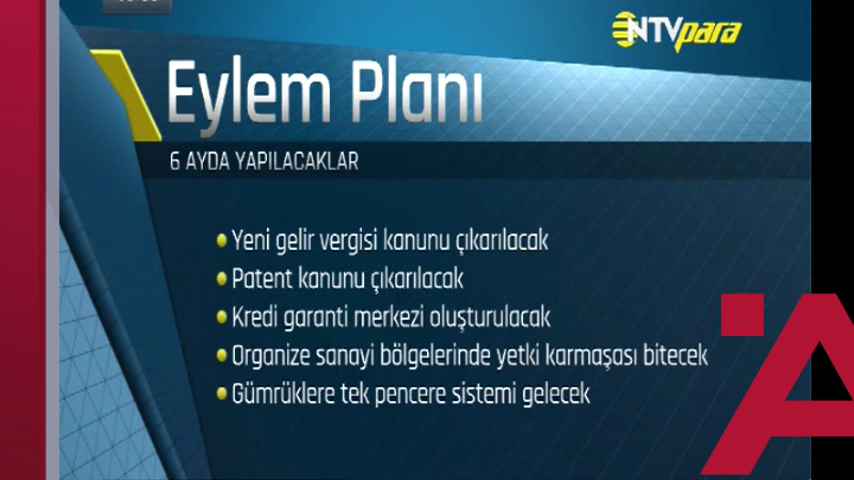 NTVpara
Eylem Planı
6 AYDA YAPILACAKLAR
Yeni gelir vergisi kanunu çıkarılacak
Patent kanunu çıkarılacak
Kredi garanti merkezi oluşturulacak
Organize sanayi bölgelerinde yetki karmaşası bitecek
Gümrüklere tek pencere sistemi gelecek